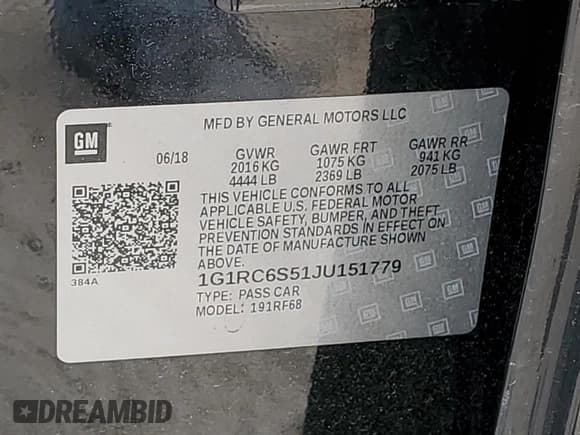 MFD BY GENERAL MOTORS LLC
GM
06/18 GVWR GAWR FRT GAWR RR
2016 KG 1075 KG 941 KG
4444 LB 2369 LB 2075 LB
THIS VEHICLE CONFORMS TO ALL
APPLICABLE U.S. FEDERAL MOTOR
VEHICLE SAFETY, BUMPER, AND THEFT
PREVENTION STANDARDS IN EFFECT ON
THE DATE OF MANUFACTURE SHOWN
ABOVE.
384A
1G1RC6S51JU151779
TYPE: PASS CAR
MODEL: 191RF68
DREAMBID